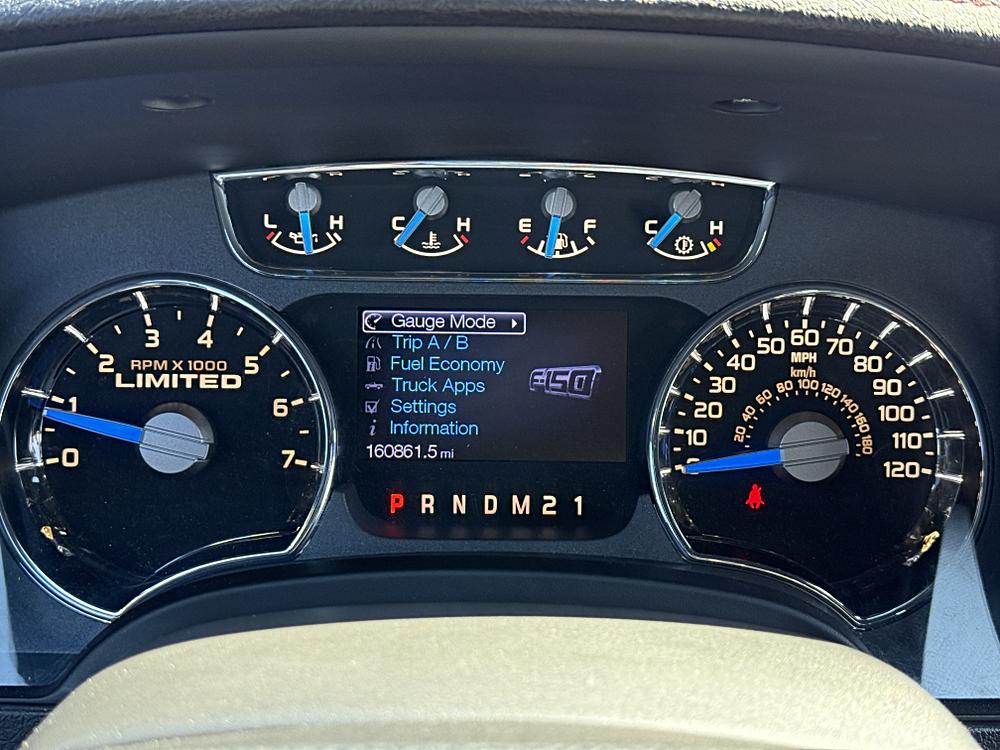 L H C H E F C H
0 1 2 3 4 5 6 7
RPM X 1000
LIMITED
Gauge Mode
Trip A / B
Fuel Economy
Truck Apps
Settings
Information
160861.5 mi
F150
P R N D M 2 1
10 20 30 40 50 60 70 80 90 100 110 120
MPH
km/h
20 40 60 80 100 120 140 160 180